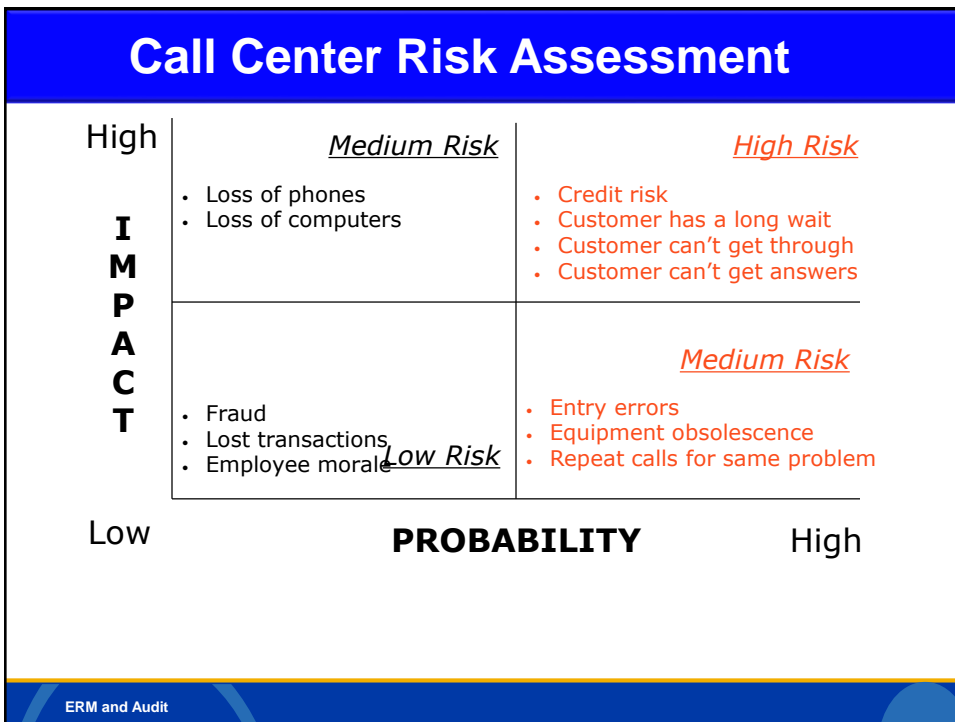 Call Center Risk Assessment
High
Medium Risk
• Loss of phones
• Loss of computers
High Risk
• Credit risk
• Customer has a long wait
• Customer can’t get through
• Customer can’t get answers
I
M
P
A
C
T
• Fraud
• Lost transactions
• Employee morale
Low Risk
Medium Risk
• Entry errors
• Equipment obsolescence
• Repeat calls for same problem
Low
PROBABILITY
High
ERM and Audit